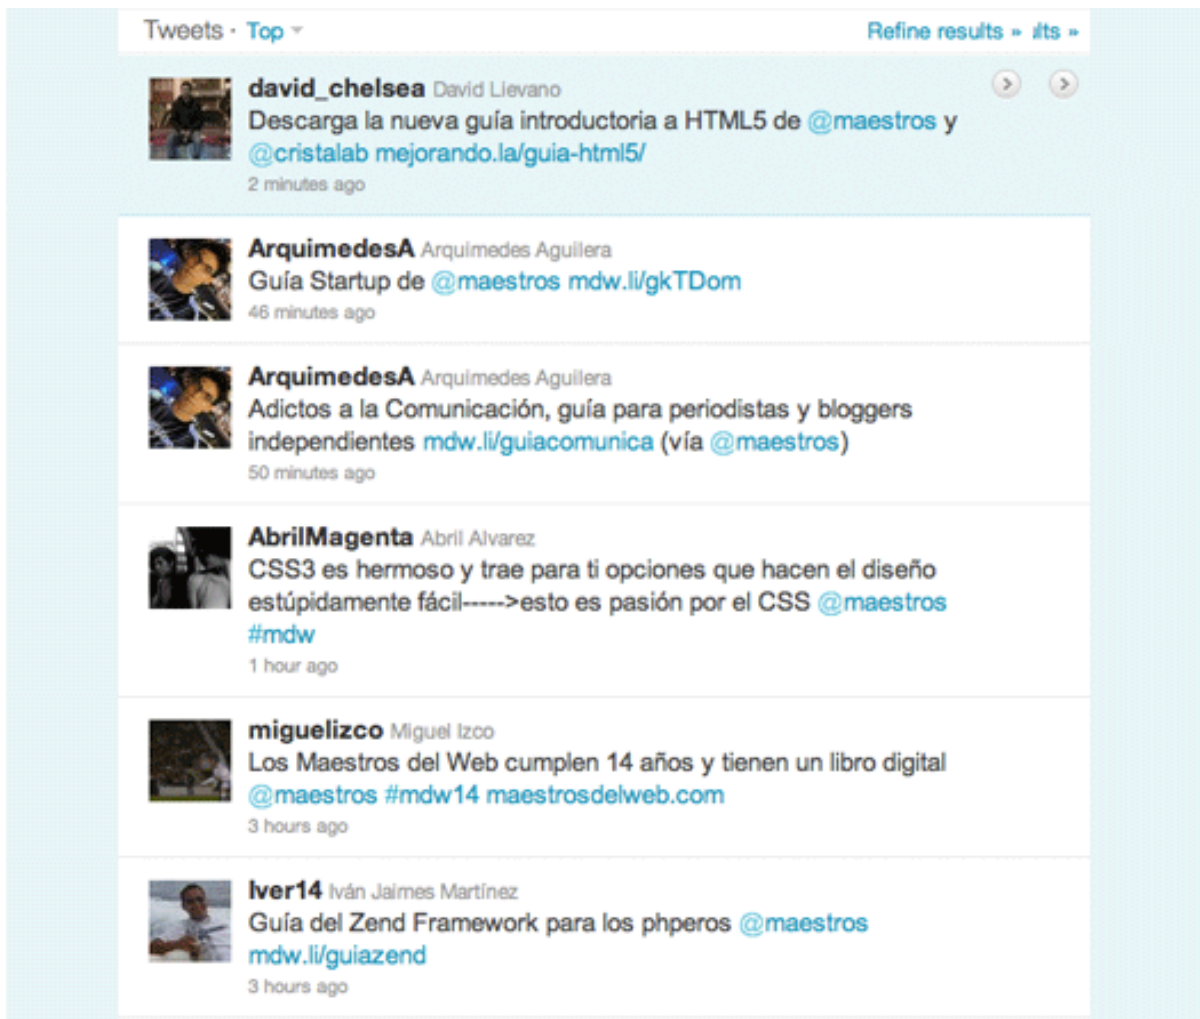 Tweets · Top
Refine results » lts »
david_chelsea David Lievano
Descarga la nueva guía introductoria a HTML5 de @maestros y
@cristalab mejorando.la/guia-html5/
2 minutes ago
ArquimedesA Arquimedes Aguilera
Guía Startup de @maestros mdw.li/gkTDom
46 minutes ago
ArquimedesA Arquimedes Aguilera
Adictos a la Comunicación, guía para periodistas y bloggers
independientes mdw.li/guiacomunica (vía @maestros)
50 minutes ago
AbrilMagenta Abril Alvarez
CSS3 es hermoso y trae para ti opciones que hacen el diseño
estúpidamente fácil----->esto es pasión por el CSS @maestros
#mdw
1 hour ago
miguelizco Miguel Izco
Los Maestros del Web cumplen 14 años y tienen un libro digital
@maestros #mdw14 maestrosdelweb.com
3 hours ago
Iver14 Iván Jaimes Martínez
Guía del Zend Framework para los phperos @maestros
mdw.li/guiazend
3 hours ago